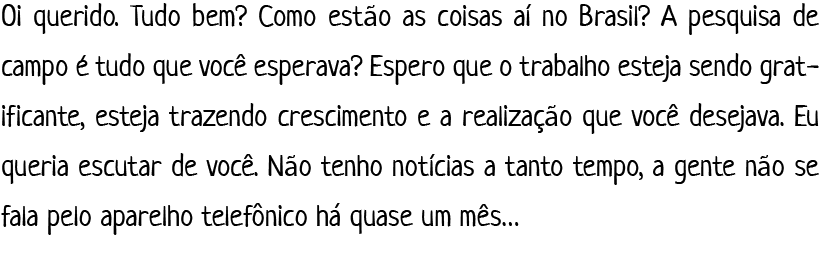 Oi querido. Tudo bem? Como estão as coisas aí no Brasil? A pesquisa de
campo é tudo que você esperava? Espero que o trabalho esteja sendo grat-
ificante, esteja trazendo crescimento e a realização que você desejava. Eu
queria escutar de você. Não tenho notícias a tanto tempo, a gente não se
fala pelo aparelho telefônico há quase um mês...